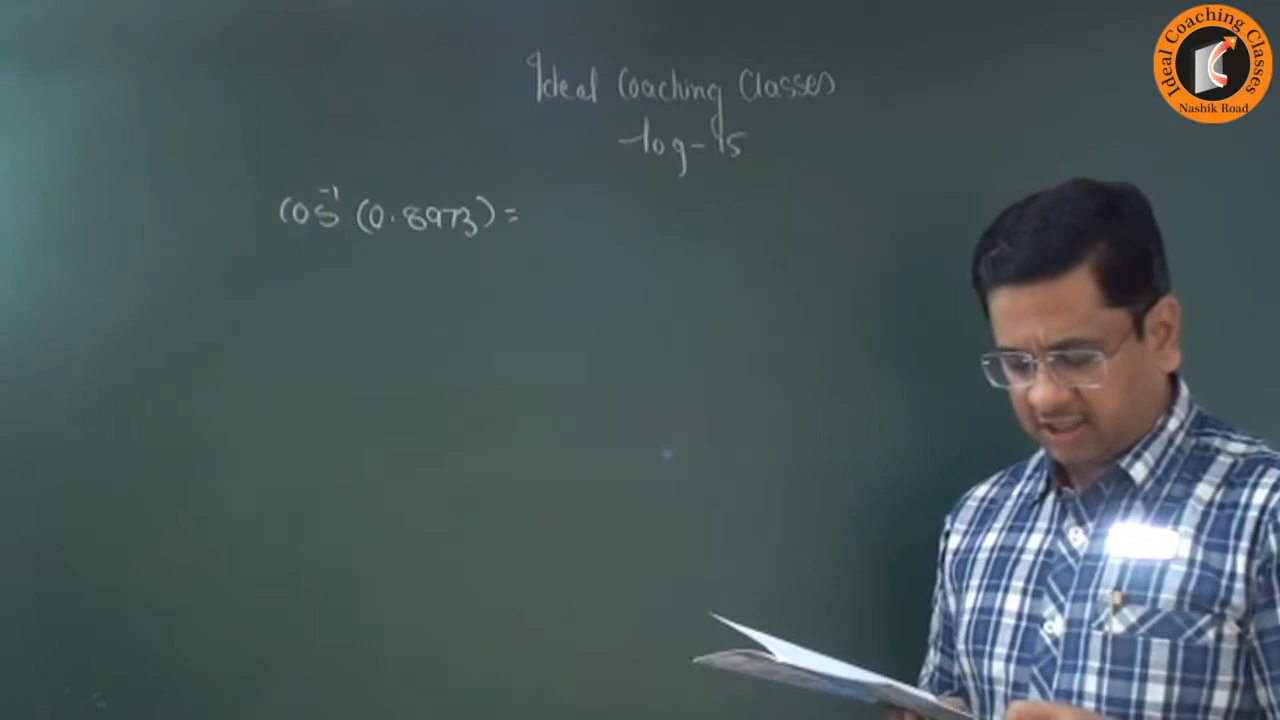 Ideal Coaching Classes
log-15
cos⁻¹ (0.8973) =
Ideal Coaching Classes
Nashik Road